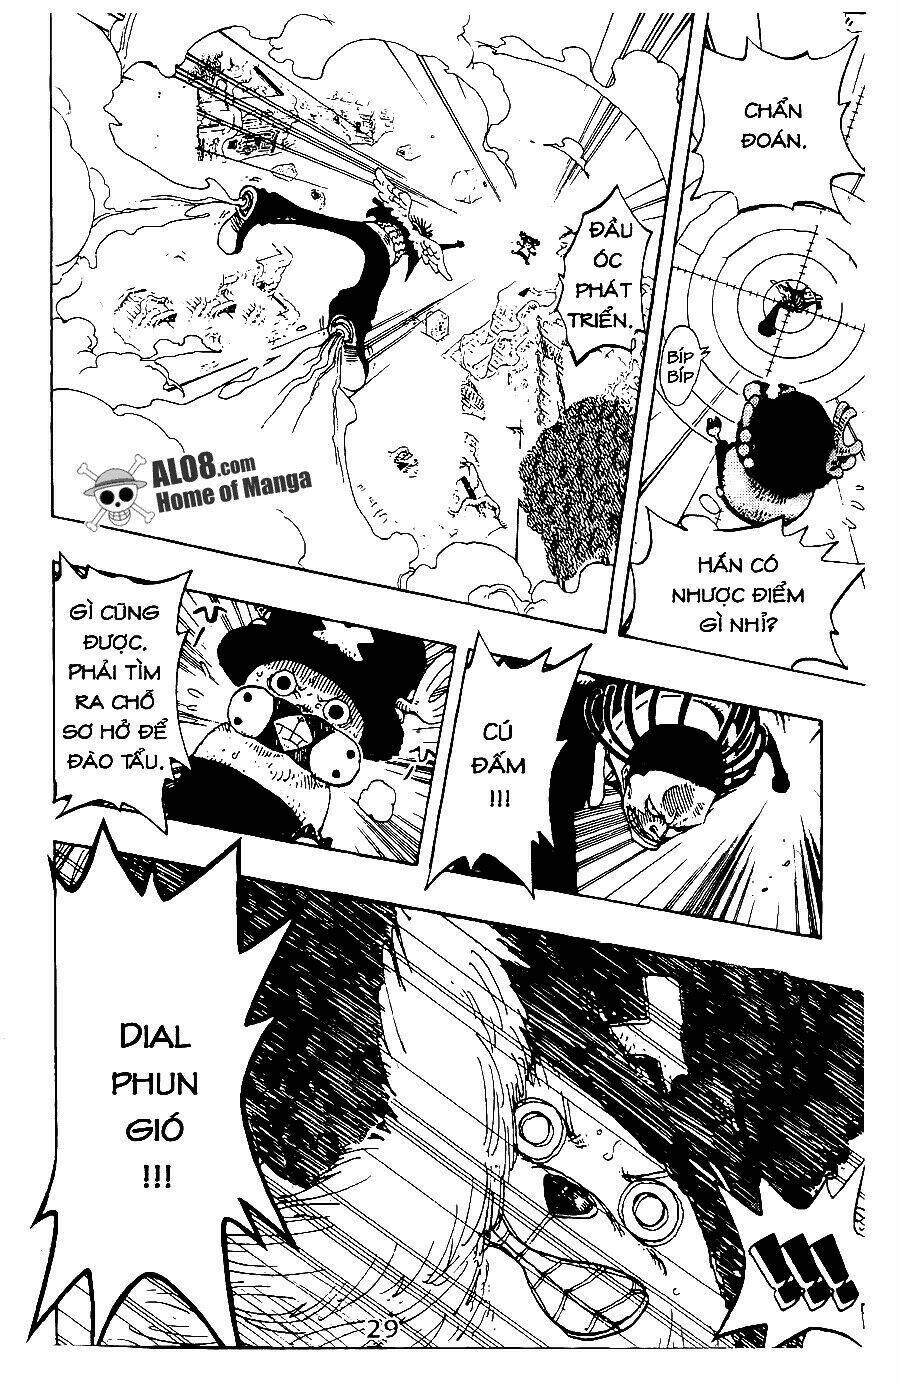 CHẨN
ĐOÁN.
ĐẦU
ÓC
PHÁT
TRIỂN.
BÍP
BÍP
HẮN CÓ
NHƯỢC ĐIỂM
GÌ NHỈ?
AL08.com
Home of Manga
CÚ
ĐẤM
!!!
GÌ CŨNG
ĐƯỢC.
PHẢI TÌM
RA CHỖ
SƠ HỞ ĐỂ
ĐÀO TẨU.
DIAL
PHUN
GIÓ
!!!
!!!
29